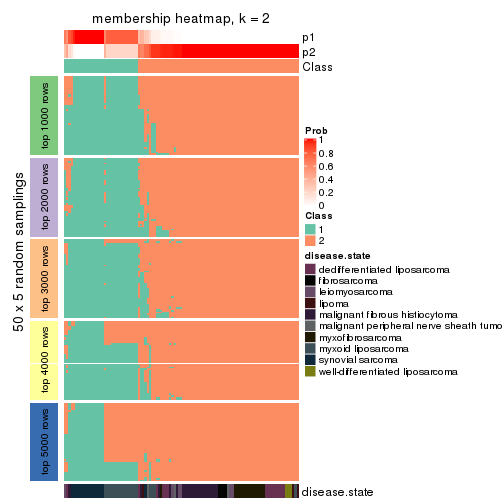 membership heatmap, k = 2
p1
p2
Class
50 x 5 random samplings
top 1000 rows
top 2000 rows
top 3000 rows
top 4000 rows
top 5000 rows
Prob
1
0.8
0.6
0.4
0.2
0
Class
1
2
disease.state
dedifferentiated liposarcoma
fibrosarcoma
leiomyosarcoma
lipoma
malignant fibrous histiocytoma
malignant peripheral nerve sheath tumo
myxofibrosarcoma
myxoid liposarcoma
synovial sarcoma
well-differentiated liposarcoma
disease.state